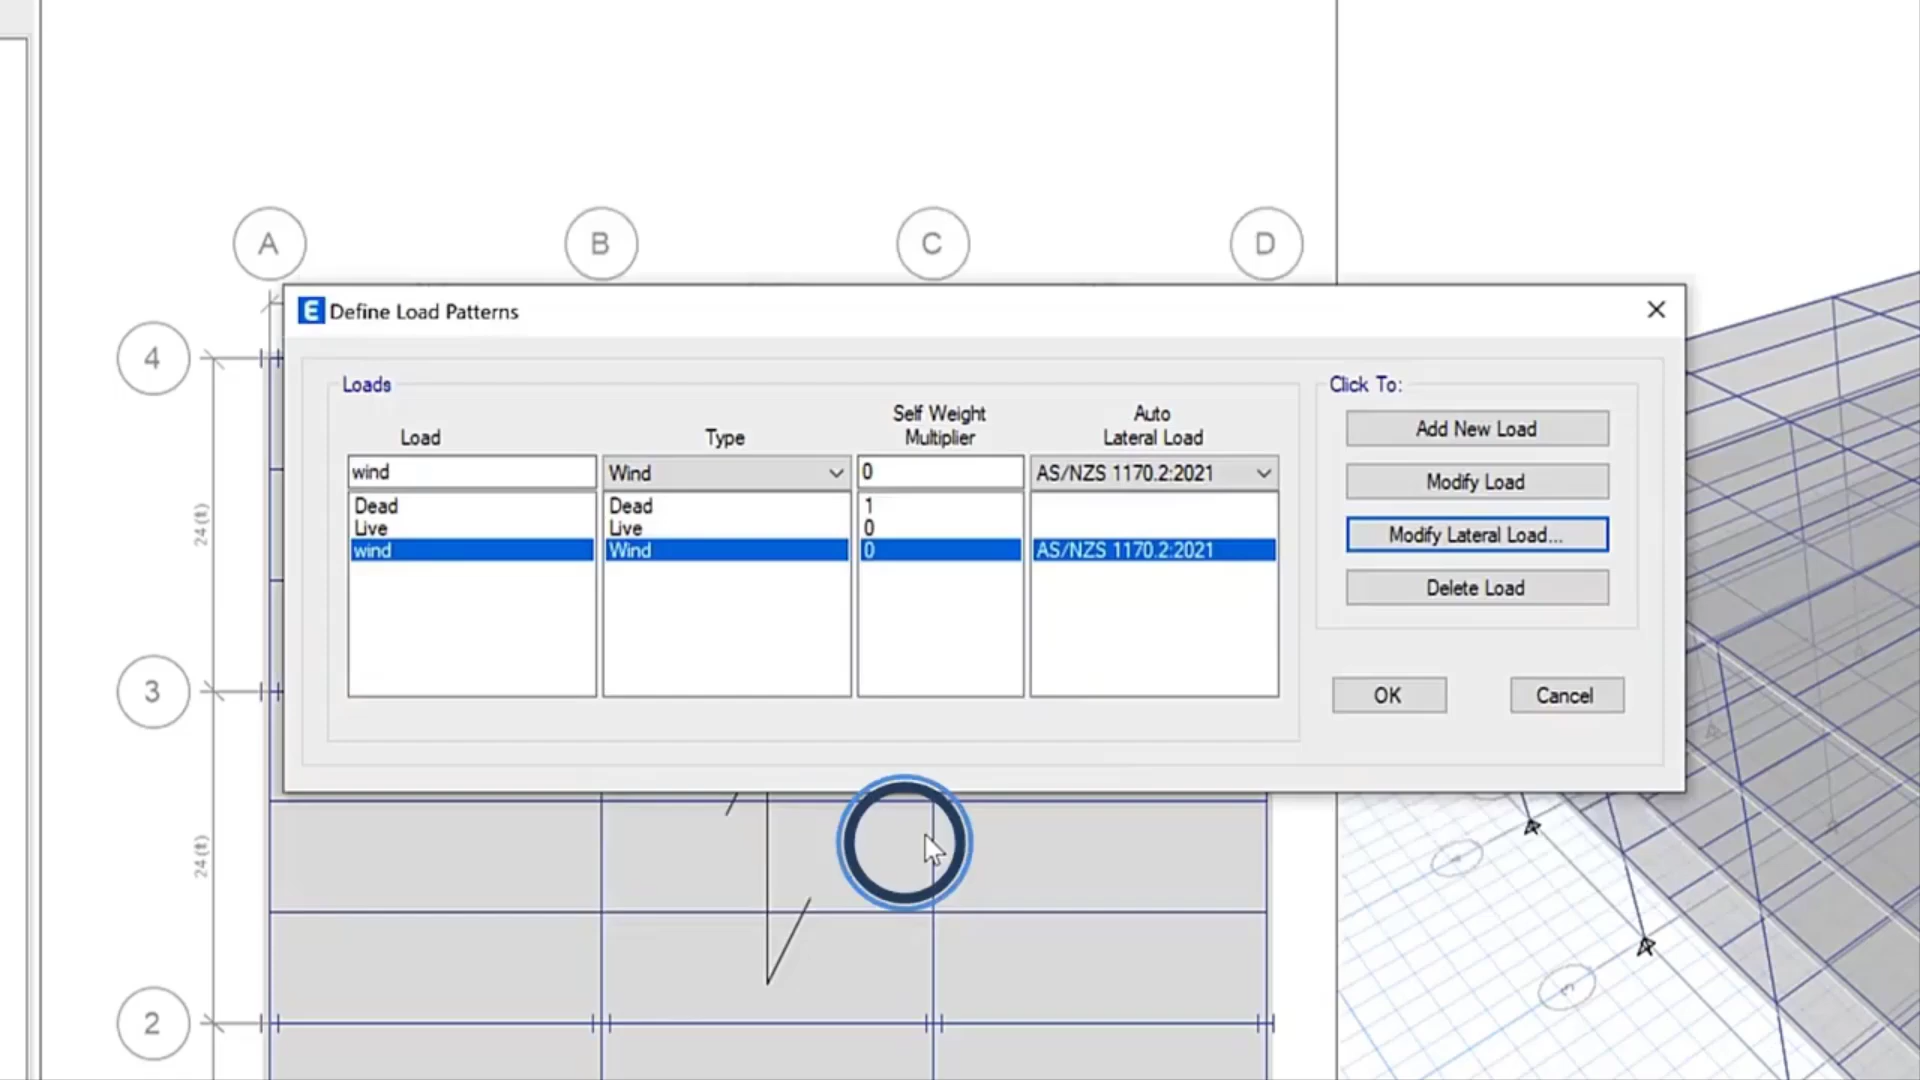 A B C D
E Define Load Patterns
4
Loads
Click To:
Load
Type
Self Weight
Multiplier
Auto
Lateral Load
wind Wind 0 AS/NZS 1170.2:2021
Dead Dead 1
Live Live 0
wind Wind 0 AS/NZS 1170.2:2021
Add New Load
Modify Load
Modify Lateral Load...
Delete Load
OK
Cancel
24 (ft)
3
24 (ft)
2